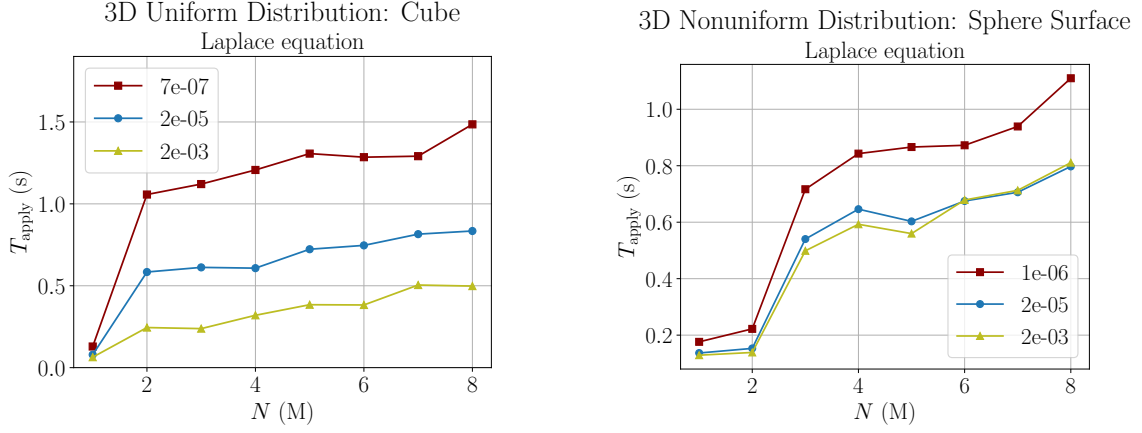 3D Uniform Distribution: Cube
Laplace equation
7e-07
2e-05
2e-03
1.5
1.0
0.5
0.0
T_apply (s)
2
4
6
8
N (M)
3D Nonuniform Distribution: Sphere Surface
Laplace equation
1.0
0.8
0.6
0.4
0.2
T_apply (s)
1e-06
2e-05
2e-03
2
4
6
8
N (M)